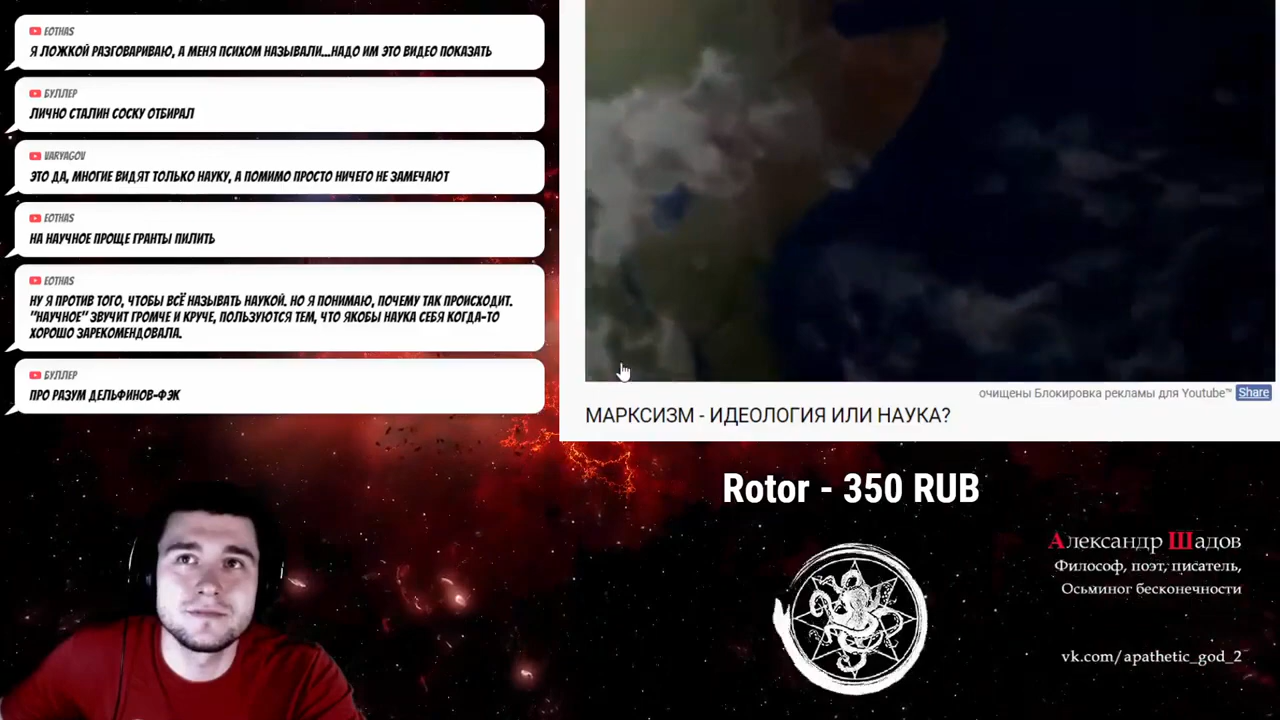 EOTHAS
Я ЛОЖКОЙ РАЗГОВАРИВАЮ, А МЕНЯ ПСИХОМ НАЗЫВАЛИ...НАДО ИМ ЭТО ВИДЕО ПОКАЗАТЬ
БУЛЛЕР
ЛИЧНО СТАЛИН СОСКУ ОТБИРАЛ
VARYAGOV
ЭТО ДА, МНОГИЕ ВИДЯТ ТОЛЬКО НАУКУ, А ПОМИМО ПРОСТО НИЧЕГО НЕ ЗАМЕЧАЮТ
EOTHAS
НА НАУЧНОЕ ПРОЩЕ ГРАНТЫ ПИЛИТЬ
EOTHAS
НУ Я ПРОТИВ ТОГО, ЧТОБЫ ВСЁ НАЗЫВАТЬ НАУКОЙ. НО Я ПОНИМАЮ, ПОЧЕМУ ТАК ПРОИСХОДИТ.
"НАУЧНОЕ" ЗВУЧИТ ГРОМЧЕ И КРУЧЕ, ПОЛЬЗУЮТСЯ ТЕМ, ЧТО ЯКОБЫ НАУКА СЕБЯ КОГДА-ТО
ХОРОШО ЗАРЕКОМЕНДОВАЛА.
БУЛЛЕР
ПРО РАЗУМ ДЕЛЬФИНОВ-ФЭК
очищены Блокировка рекламы для Youtube™ Share
МАРКСИЗМ - ИДЕОЛОГИЯ ИЛИ НАУКА?
Rotor - 350 RUB
Александр Шадов
Философ, поэт, писатель,
Осьминог бесконечности
vk.com/apathetic_god_2